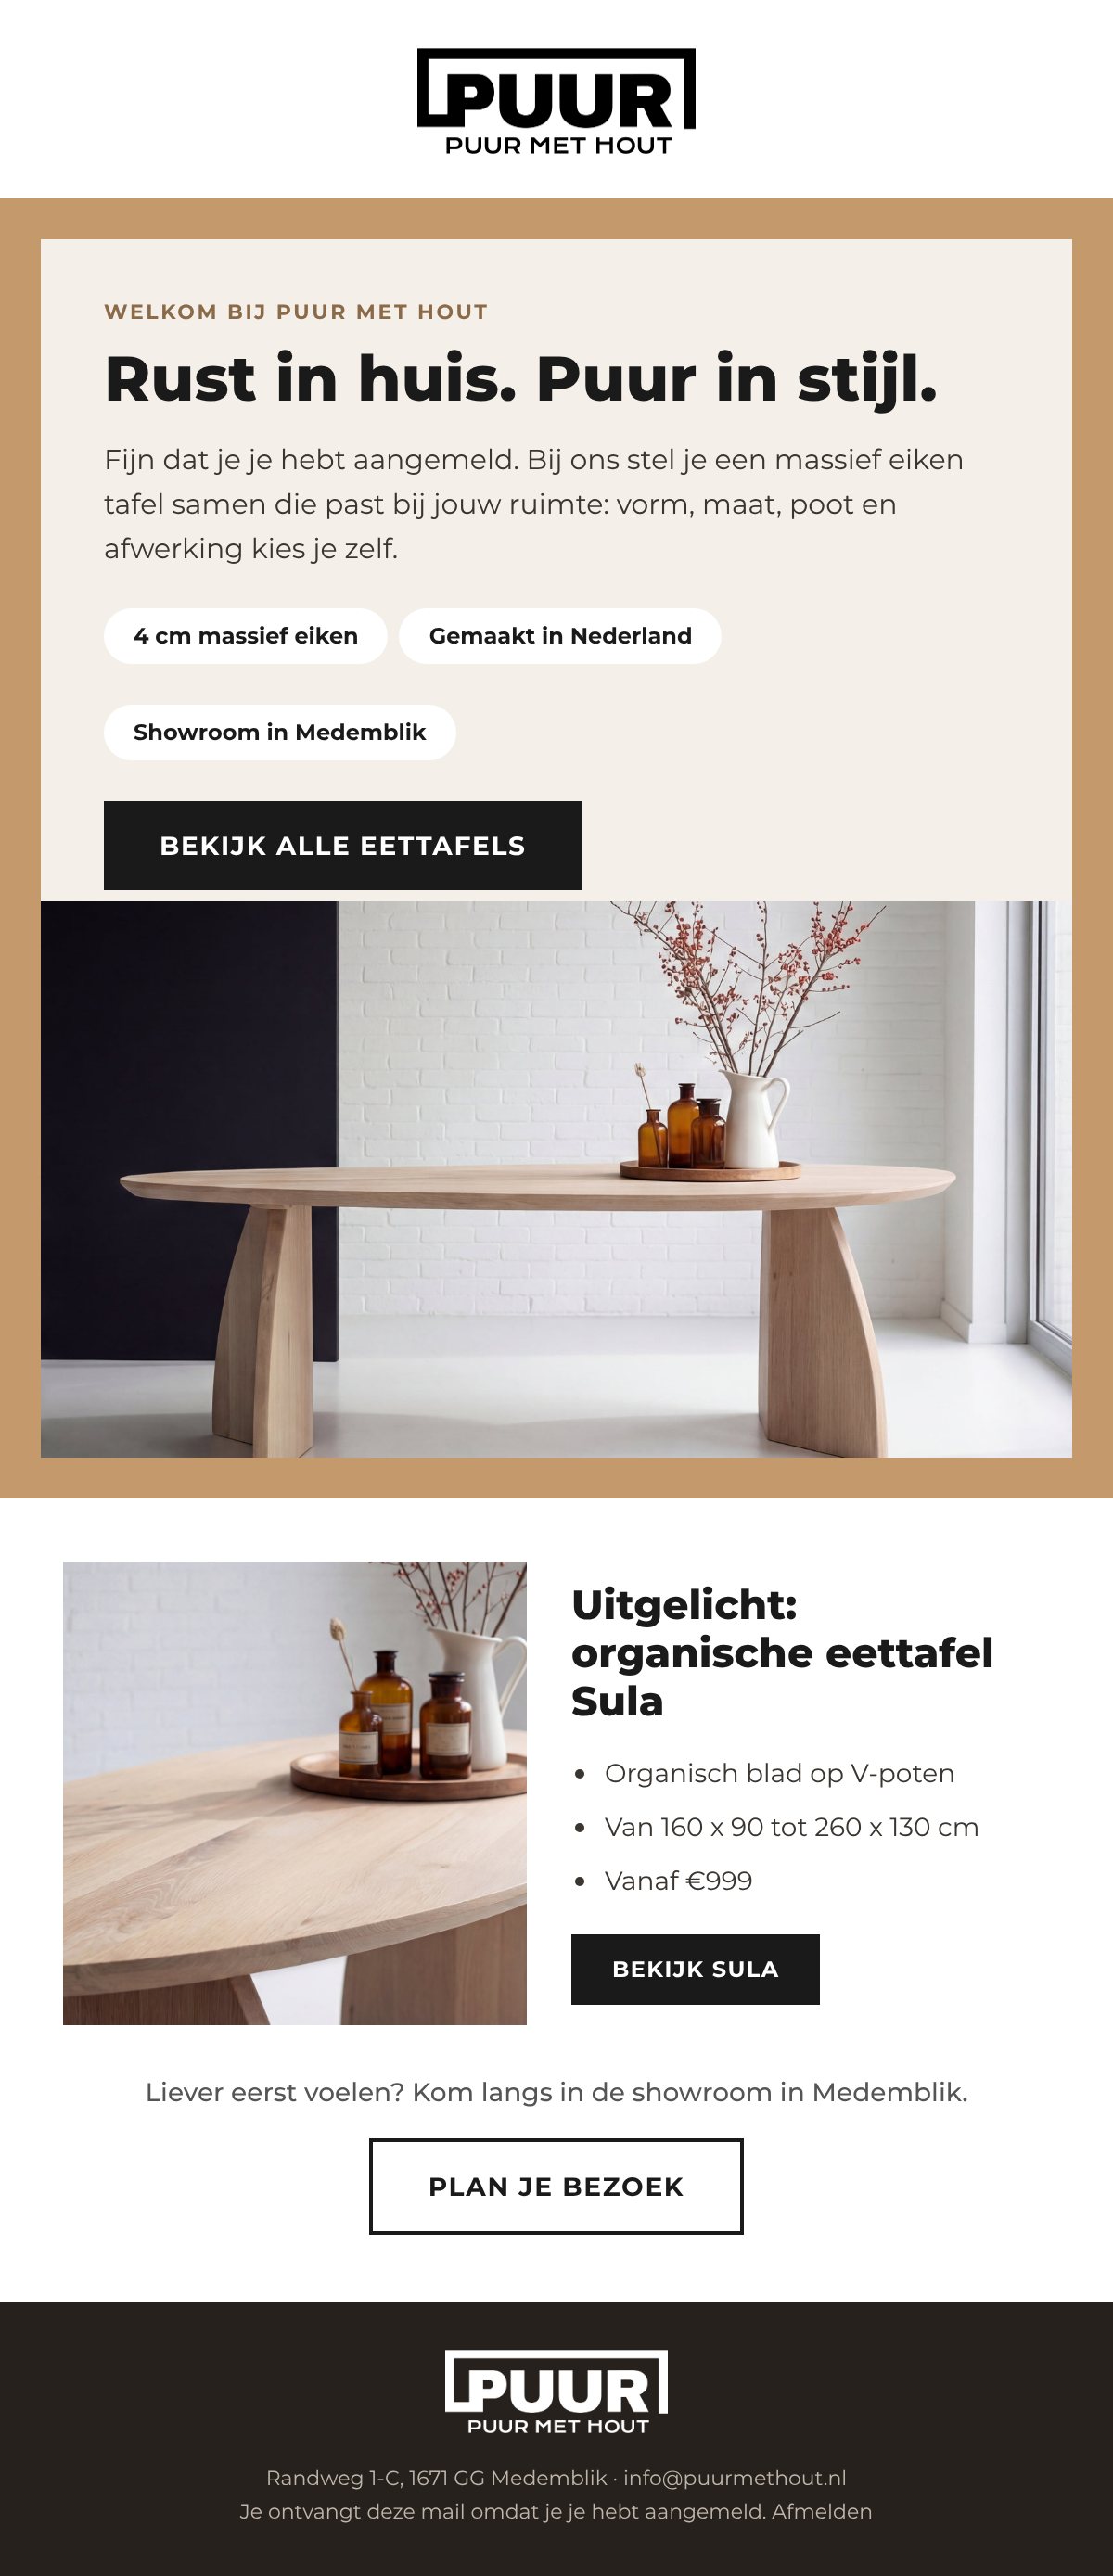 PUUR
PUUR MET HOUT
WELKOM BIJ PUUR MET HOUT
Rust in huis. Puur in stijl.
Fijn dat je je hebt aangemeld. Bij ons stel je een massief eiken
tafel samen die past bij jouw ruimte: vorm, maat, poot en
afwerking kies je zelf.
4 cm massief eiken
Gemaakt in Nederland
Showroom in Medemblik
BEKIJK ALLE EETTAFELS
Uitgelicht:
organische eettafel
Sula
• Organisch blad op V-poten
• Van 160 x 90 tot 260 x 130 cm
• Vanaf €999
BEKIJK SULA
Liever eerst voelen? Kom langs in de showroom in Medemblik.
PLAN JE BEZOEK
PUUR
PUUR MET HOUT
Randweg 1-C, 1671 GG Medemblik · info@puurmethout.nl
Je ontvangt deze mail omdat je je hebt aangemeld. Afmelden